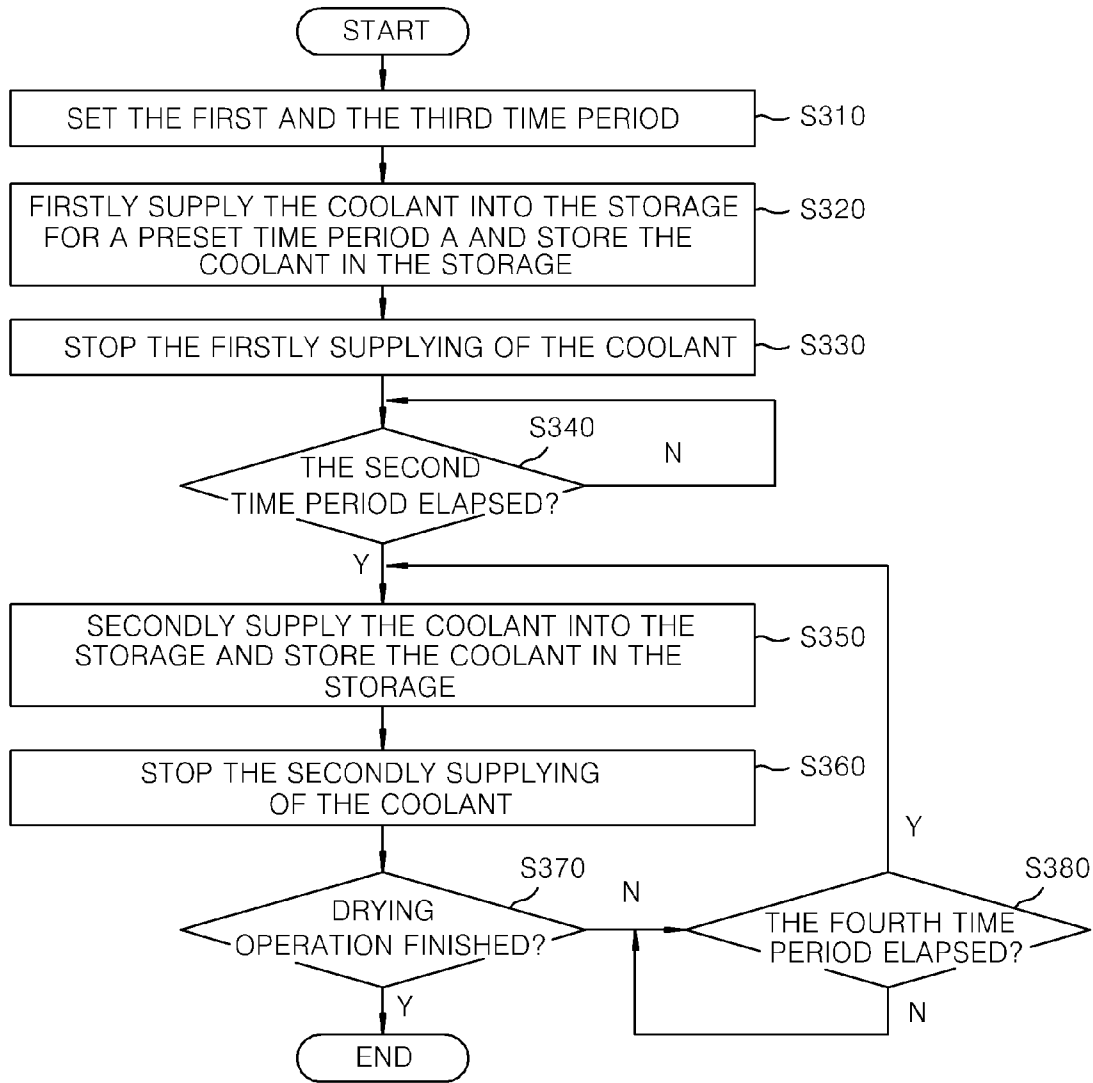 START
SET THE FIRST AND THE THIRD TIME PERIOD
S310
FIRSTLY SUPPLY THE COOLANT INTO THE STORAGE
FOR A PRESET TIME PERIOD A AND STORE THE
COOLANT IN THE STORAGE
S320
STOP THE FIRSTLY SUPPLYING OF THE COOLANT
S330
S340
THE SECOND
TIME PERIOD ELAPSED?
N
Y
SECONDLY SUPPLY THE COOLANT INTO THE
STORAGE AND STORE THE COOLANT IN THE
STORAGE
S350
STOP THE SECONDLY SUPPLYING
OF THE COOLANT
S360
S370
DRYING
OPERATION FINISHED?
N
Y
S380
THE FOURTH TIME
PERIOD ELAPSED?
Y
N
END